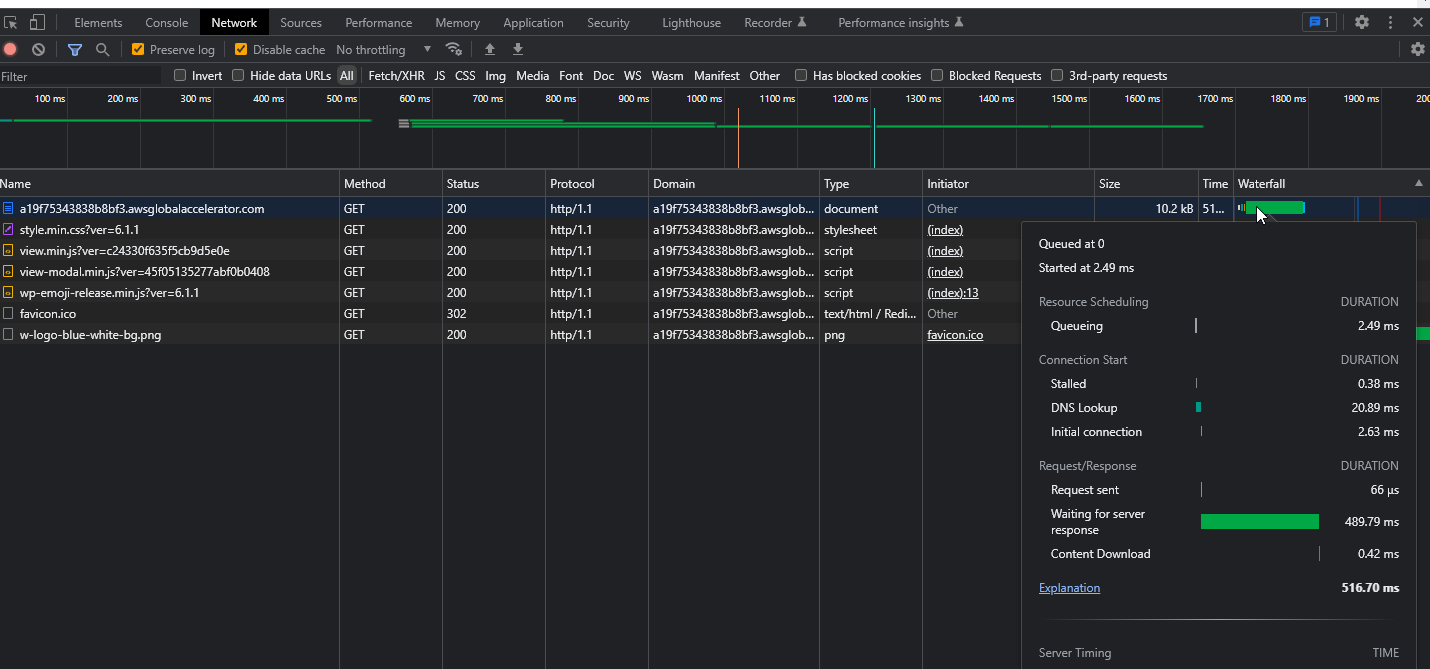 Elements Console Network Sources Performance Memory Application Security Lighthouse Recorder Performance insights 1
Preserve log Disable cache No throttling
Filter Invert Hide data URLs All Fetch/XHR JS CSS Img Media Font Doc WS Wasm Manifest Other Has blocked cookies Blocked Requests 3rd-party requests
100 ms 200 ms 300 ms 400 ms 500 ms 600 ms 700 ms 800 ms 900 ms 1000 ms 1100 ms 1200 ms 1300 ms 1400 ms 1500 ms 1600 ms 1700 ms 1800 ms 1900 ms 200
Name Method Status Protocol Domain Type Initiator Size Time Waterfall
a19f75343838b8bf3.awsglobalaccelerator.com GET 200 http/1.1 a19f75343838b8bf3.awsglob... document Other 10.2 kB 51...
style.min.css?ver=6.1.1 GET 200 http/1.1 a19f75343838b8bf3.awsglob... stylesheet (index)
view.min.js?ver=c24330f635f5cb9d5e0e GET 200 http/1.1 a19f75343838b8bf3.awsglob... script (index)
view-modal.min.js?ver=45f05135277abf0b0408 GET 200 http/1.1 a19f75343838b8bf3.awsglob... script (index)
wp-emoji-release.min.js?ver=6.1.1 GET 200 http/1.1 a19f75343838b8bf3.awsglob... script (index):13
favicon.ico GET 302 http/1.1 a19f75343838b8bf3.awsglob... text/html / Redi... Other
w-logo-blue-white-bg.png GET 200 http/1.1 a19f75343838b8bf3.awsglob... png favicon.ico
Queued at 0
Started at 2.49 ms
Resource Scheduling DURATION
Queueing 2.49 ms
Connection Start DURATION
Stalled 0.38 ms
DNS Lookup 20.89 ms
Initial connection 2.63 ms
Request/Response DURATION
Request sent 66 µs
Waiting for server
response 489.79 ms
Content Download 0.42 ms
Explanation 516.70 ms
Server Timing TIME